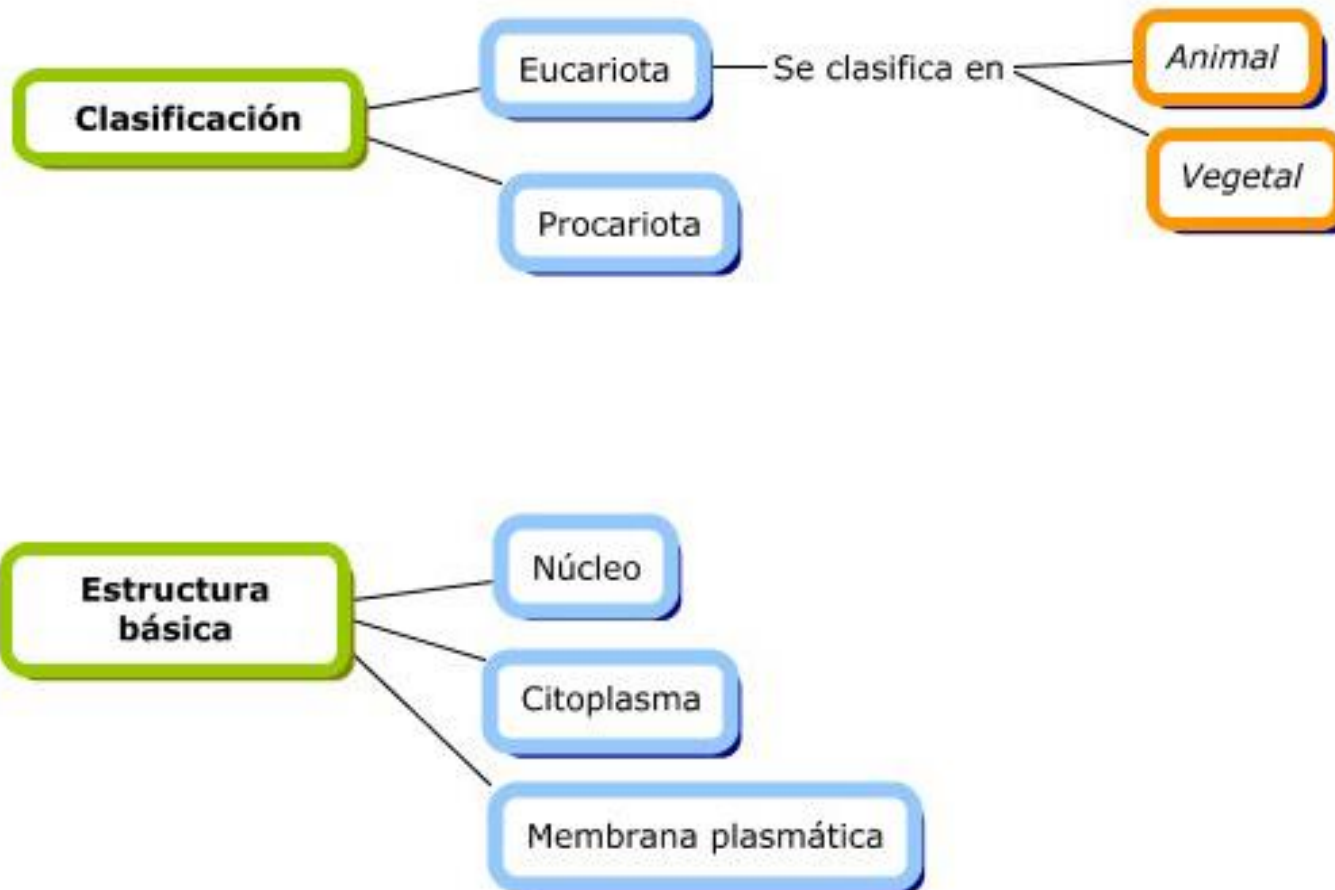 Clasificación
Eucariota
Se clasifica en
Animal
Vegetal
Procariota
Estructura
básica
Núcleo
Citoplasma
Membrana plasmática